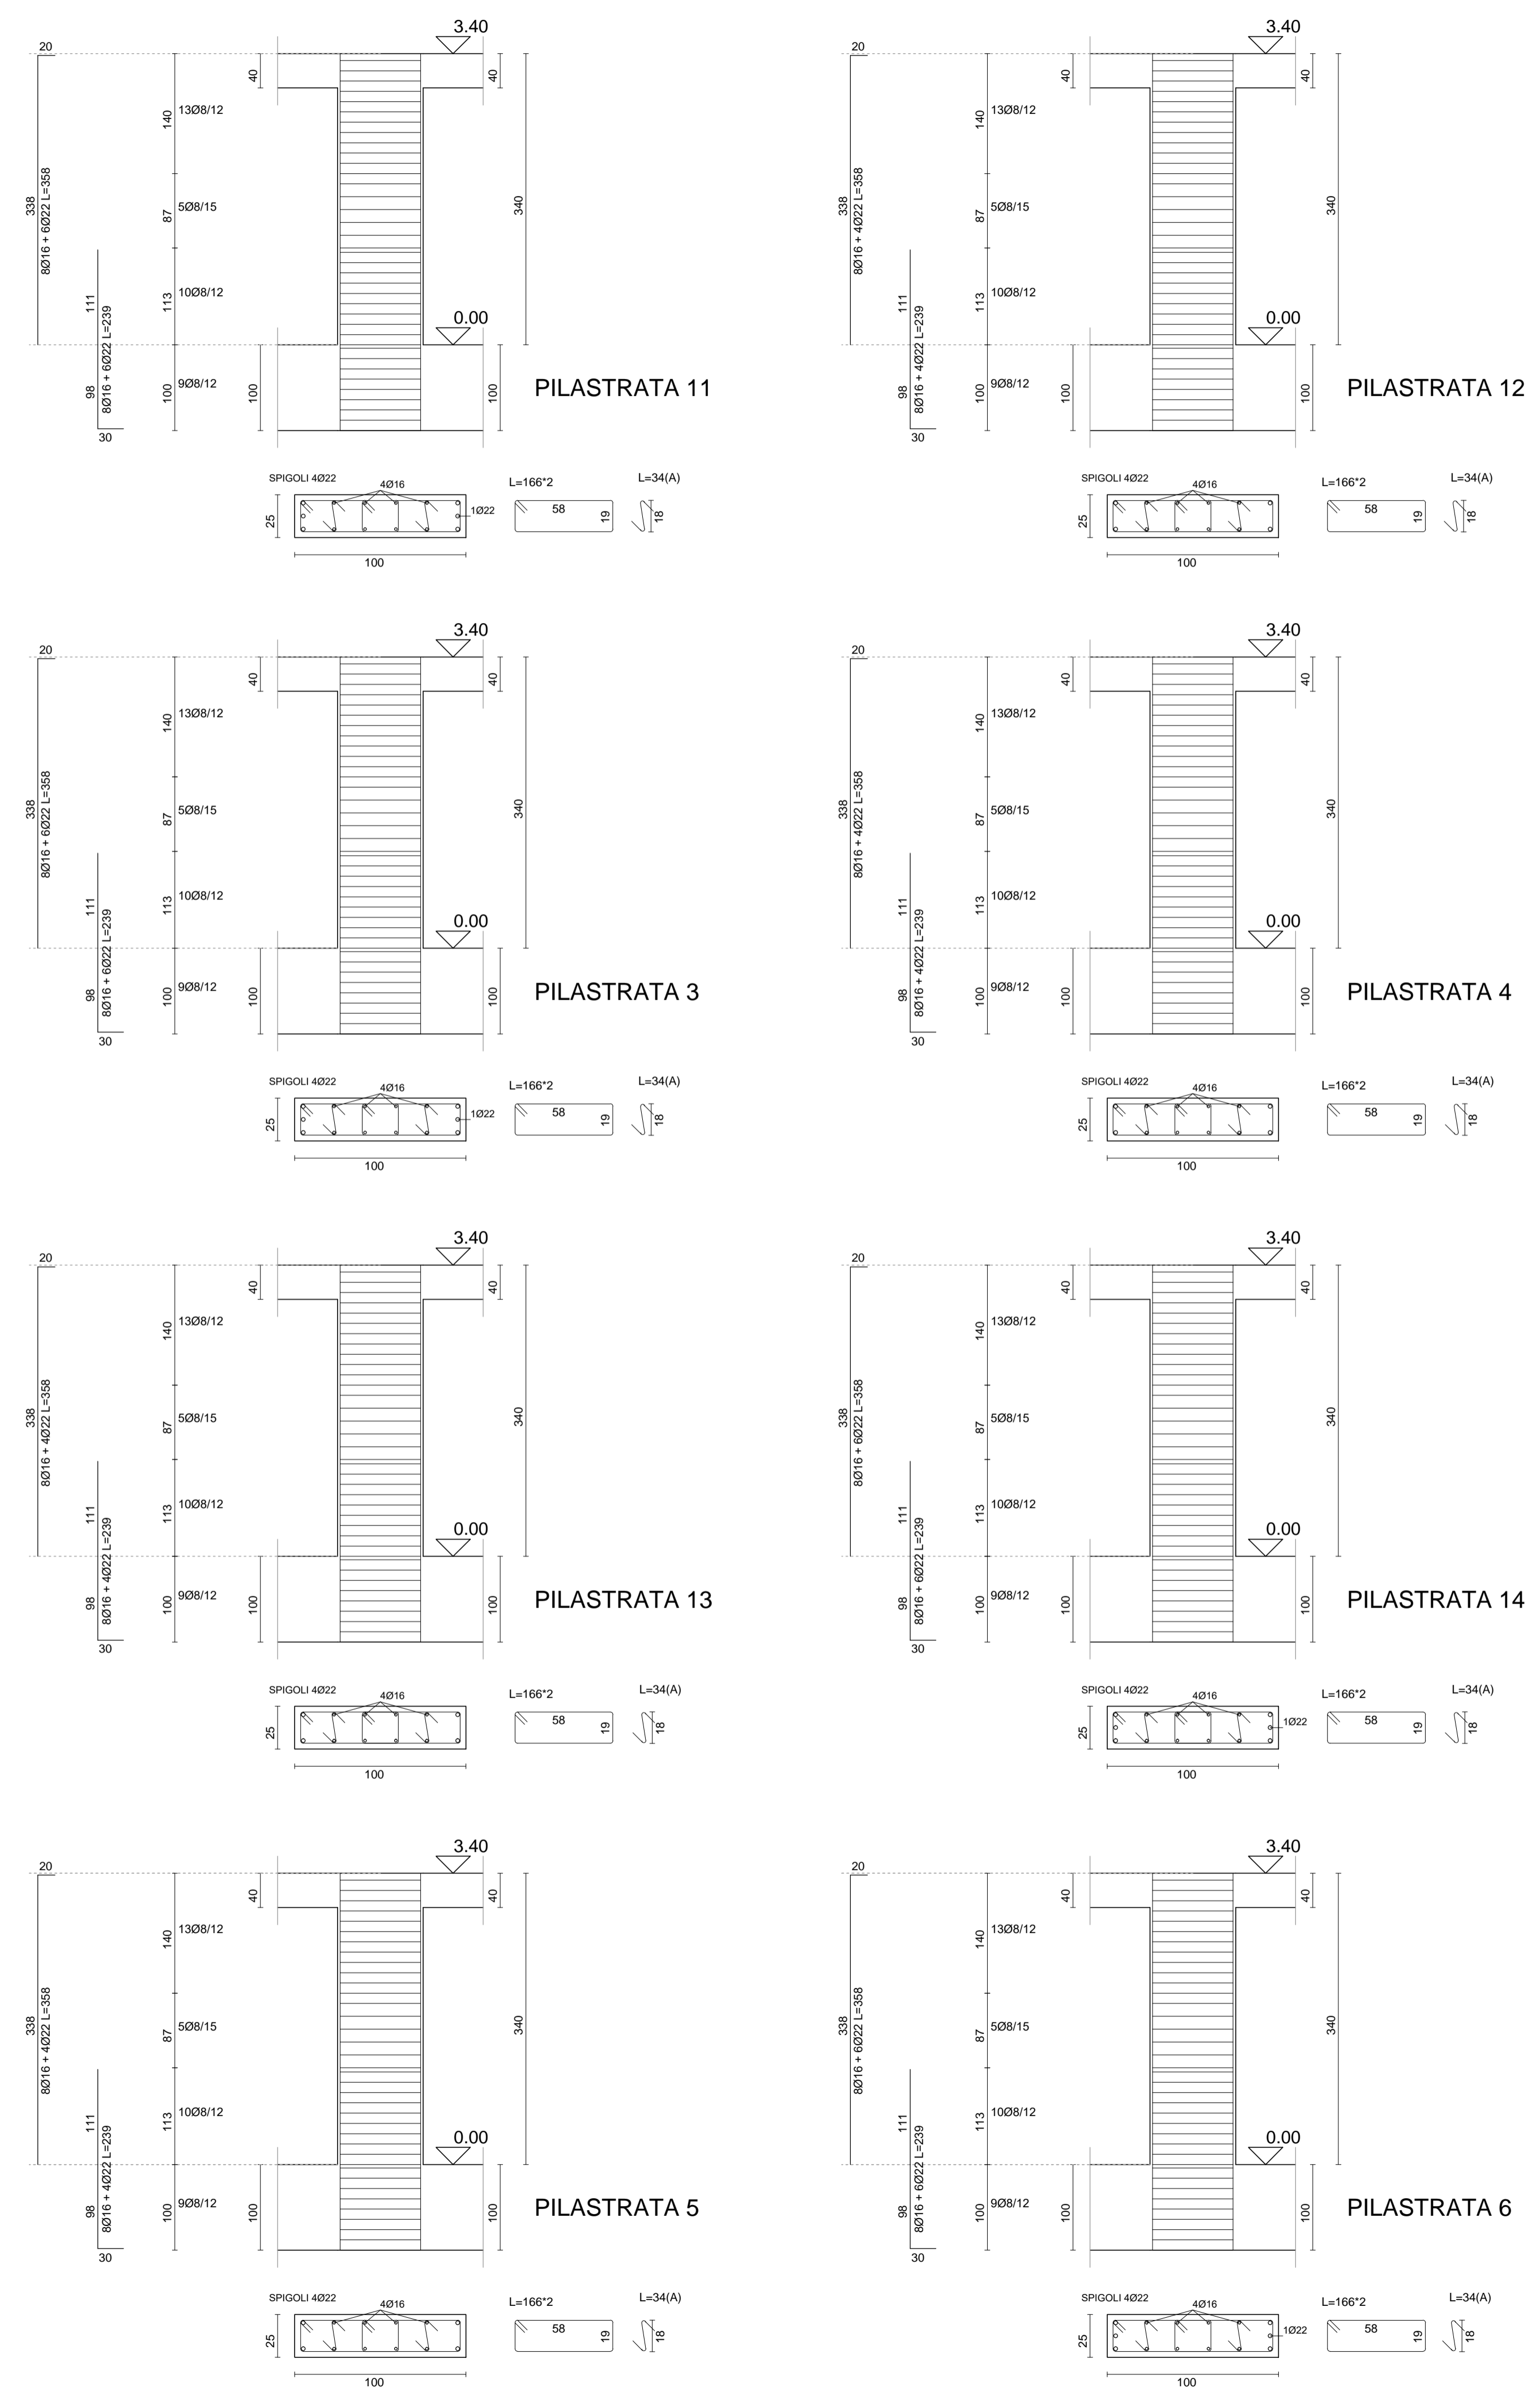 3.40
20
40
40
140
13Ø8/12
338
8Ø16 + 6Ø22 L=358
87
5Ø8/15
340
111
8Ø16 + 6Ø22 L=239
113
10Ø8/12
0.00
98
100
9Ø8/12
100
100
PILASTRATA 11
30
SPIGOLI 4Ø22
4Ø16
L=166*2
L=34(A)
25
1Ø22
58
19
18
100
3.40
20
40
40
140
13Ø8/12
338
8Ø16 + 4Ø22 L=358
87
5Ø8/15
340
111
8Ø16 + 4Ø22 L=239
113
10Ø8/12
0.00
98
100
9Ø8/12
100
100
PILASTRATA 12
30
SPIGOLI 4Ø22
4Ø16
L=166*2
L=34(A)
25
58
19
18
100
3.40
20
40
40
140
13Ø8/12
338
8Ø16 + 6Ø22 L=358
87
5Ø8/15
340
111
8Ø16 + 6Ø22 L=239
113
10Ø8/12
0.00
98
100
9Ø8/12
100
100
PILASTRATA 3
30
SPIGOLI 4Ø22
4Ø16
L=166*2
L=34(A)
25
1Ø22
58
19
18
100
3.40
20
40
40
140
13Ø8/12
338
8Ø16 + 4Ø22 L=358
87
5Ø8/15
340
111
8Ø16 + 4Ø22 L=239
113
10Ø8/12
0.00
98
100
9Ø8/12
100
100
PILASTRATA 4
30
SPIGOLI 4Ø22
4Ø16
L=166*2
L=34(A)
25
58
19
18
100
3.40
20
40
40
140
13Ø8/12
338
8Ø16 + 4Ø22 L=358
87
5Ø8/15
340
111
8Ø16 + 4Ø22 L=239
113
10Ø8/12
0.00
98
100
9Ø8/12
100
100
PILASTRATA 13
30
SPIGOLI 4Ø22
4Ø16
L=166*2
L=34(A)
25
58
19
18
100
3.40
20
40
40
140
13Ø8/12
338
8Ø16 + 6Ø22 L=358
87
5Ø8/15
340
111
8Ø16 + 6Ø22 L=239
113
10Ø8/12
0.00
98
100
9Ø8/12
100
100
PILASTRATA 14
30
SPIGOLI 4Ø22
4Ø16
L=166*2
L=34(A)
25
1Ø22
58
19
18
100
3.40
20
40
40
140
13Ø8/12
338
8Ø16 + 4Ø22 L=358
87
5Ø8/15
340
111
8Ø16 + 4Ø22 L=239
113
10Ø8/12
0.00
98
100
9Ø8/12
100
100
PILASTRATA 5
30
SPIGOLI 4Ø22
4Ø16
L=166*2
L=34(A)
25
58
19
18
100
3.40
20
40
40
140
13Ø8/12
338
8Ø16 + 6Ø22 L=358
87
5Ø8/15
340
111
8Ø16 + 6Ø22 L=239
113
10Ø8/12
0.00
98
100
9Ø8/12
100
100
PILASTRATA 6
30
SPIGOLI 4Ø22
4Ø16
L=166*2
L=34(A)
25
1Ø22
58
19
18
100